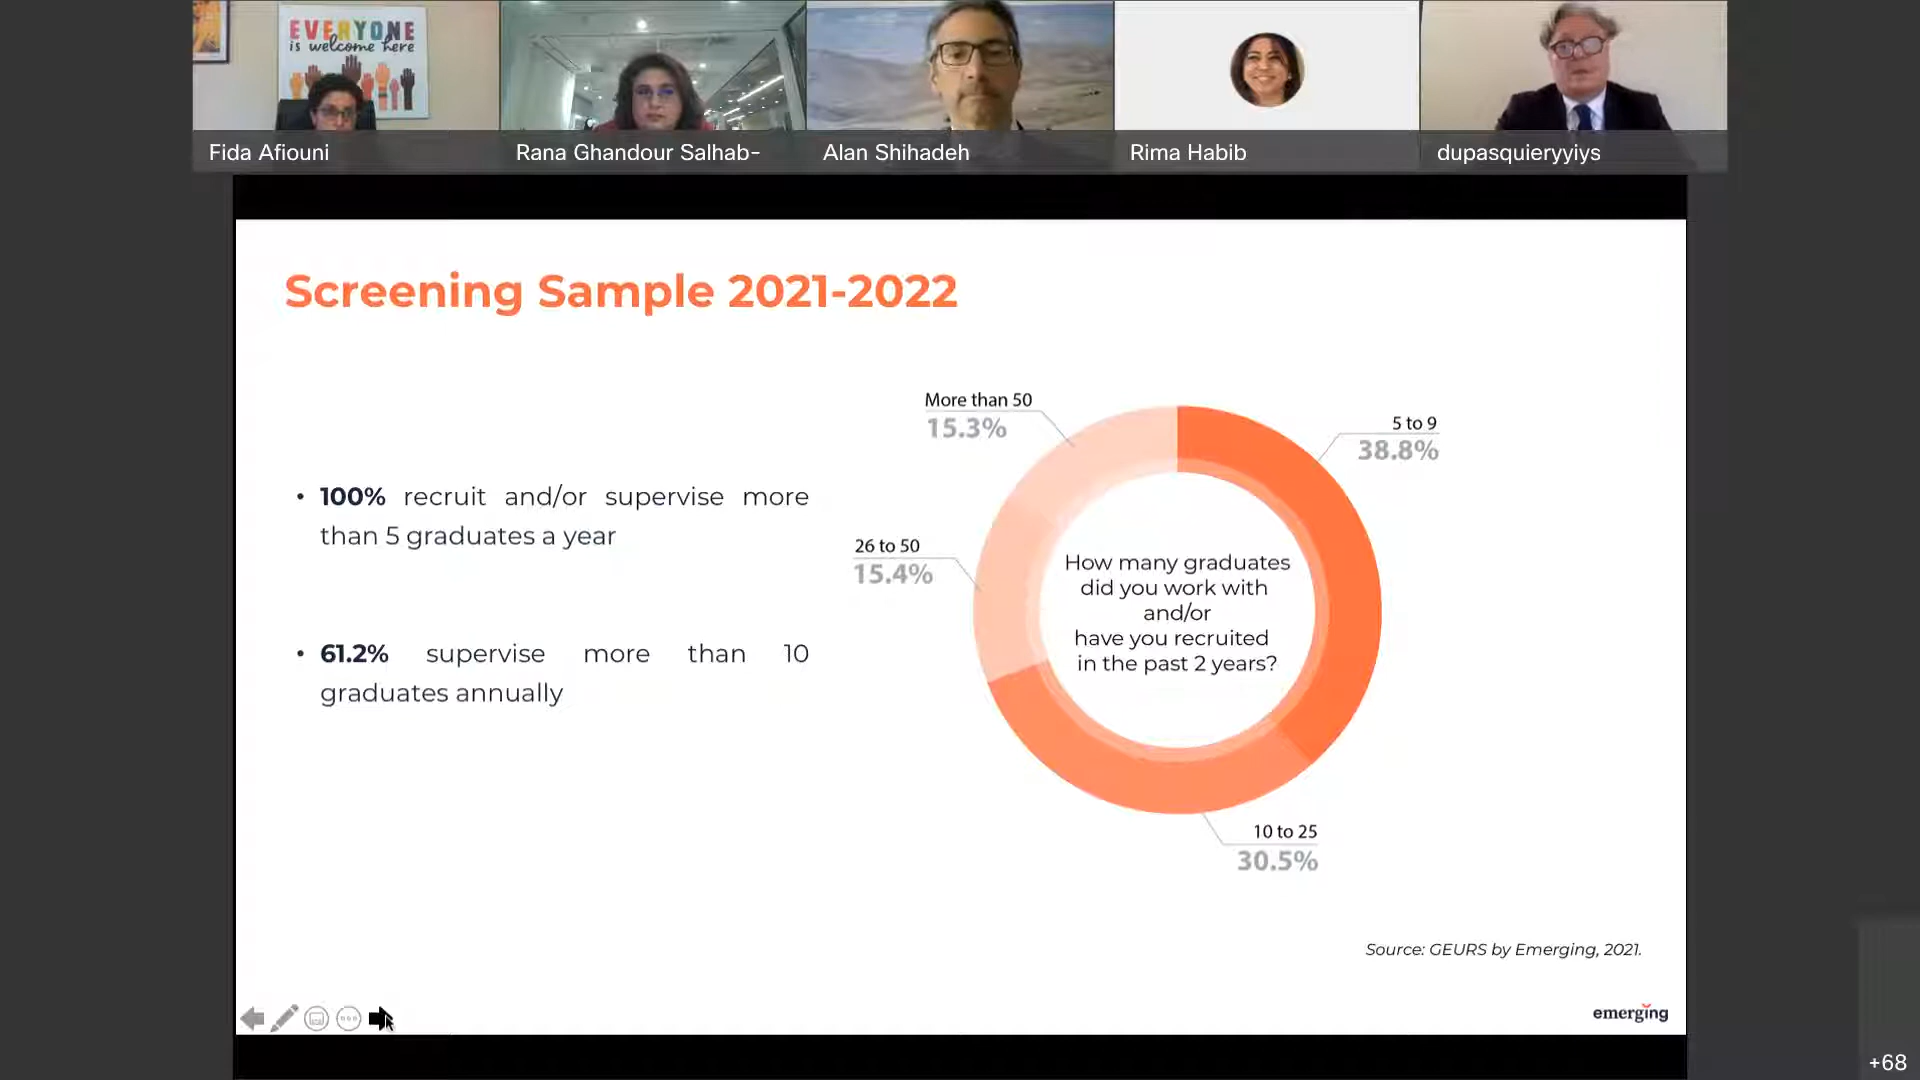 EVERYONE
is welcome here
Fida Afiouni
Rana Ghandour Salhab-
Alan Shihadeh
Rima Habib
dupasquieryyiys
Screening Sample 2021-2022
• 100% recruit and/or supervise more
than 5 graduates a year
• 61.2% supervise more than 10
graduates annually
More than 50
15.3%
5 to 9
38.8%
26 to 50
15.4%
How many graduates
did you work with
and/or
have you recruited
in the past 2 years?
10 to 25
30.5%
Source: GEURS by Emerging, 2021.
emerging
+68